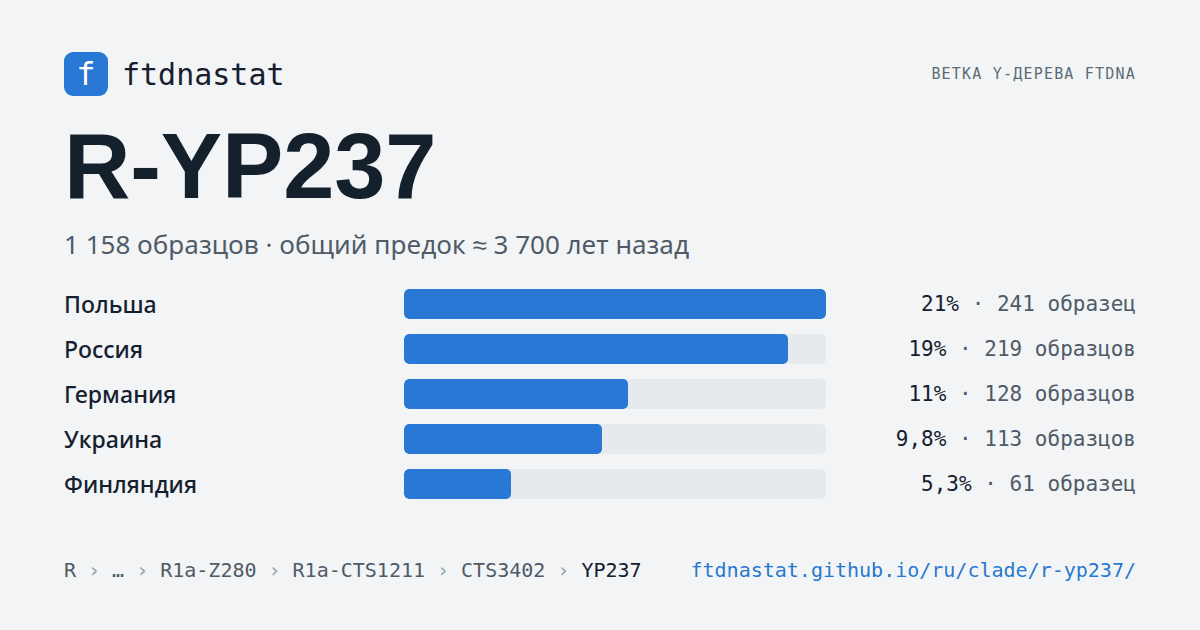 f ftdnastat
ВЕТКА Y-ДЕРЕВА FTDNA
R-YP237
1 158 образцов · общий предок ≈ 3 700 лет назад
Польша 21% · 241 образец
Россия 19% · 219 образцов
Германия 11% · 128 образцов
Украина 9,8% · 113 образцов
Финляндия 5,3% · 61 образец
R › … › R1a-Z280 › R1a-CTS1211 › CTS3402 › YP237 ftdnastat.github.io/ru/clade/r-yp237/